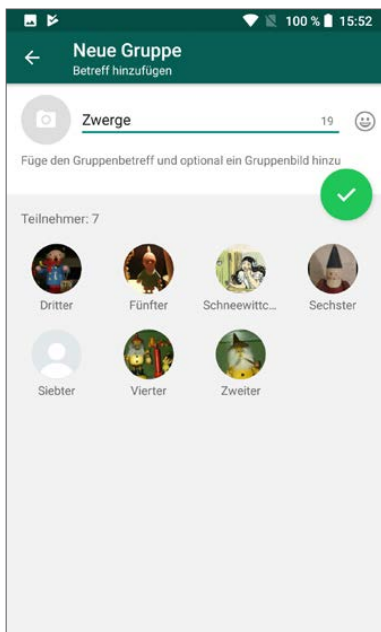 100 % 15:52
Neue Gruppe
Betreff hinzufügen
Zwerge 19
Füge den Gruppenbetreff und optional ein Gruppenbild hinzu
Teilnehmer: 7
Dritter Fünfter Schneewittc... Sechster
Siebter Vierter Zweiter